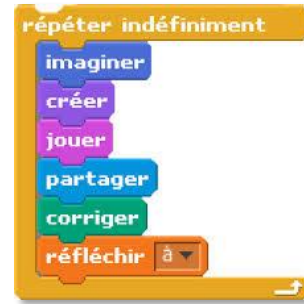 répéter indéfiniment
imaginer
créer
jouer
partager
corriger
réfléchir à